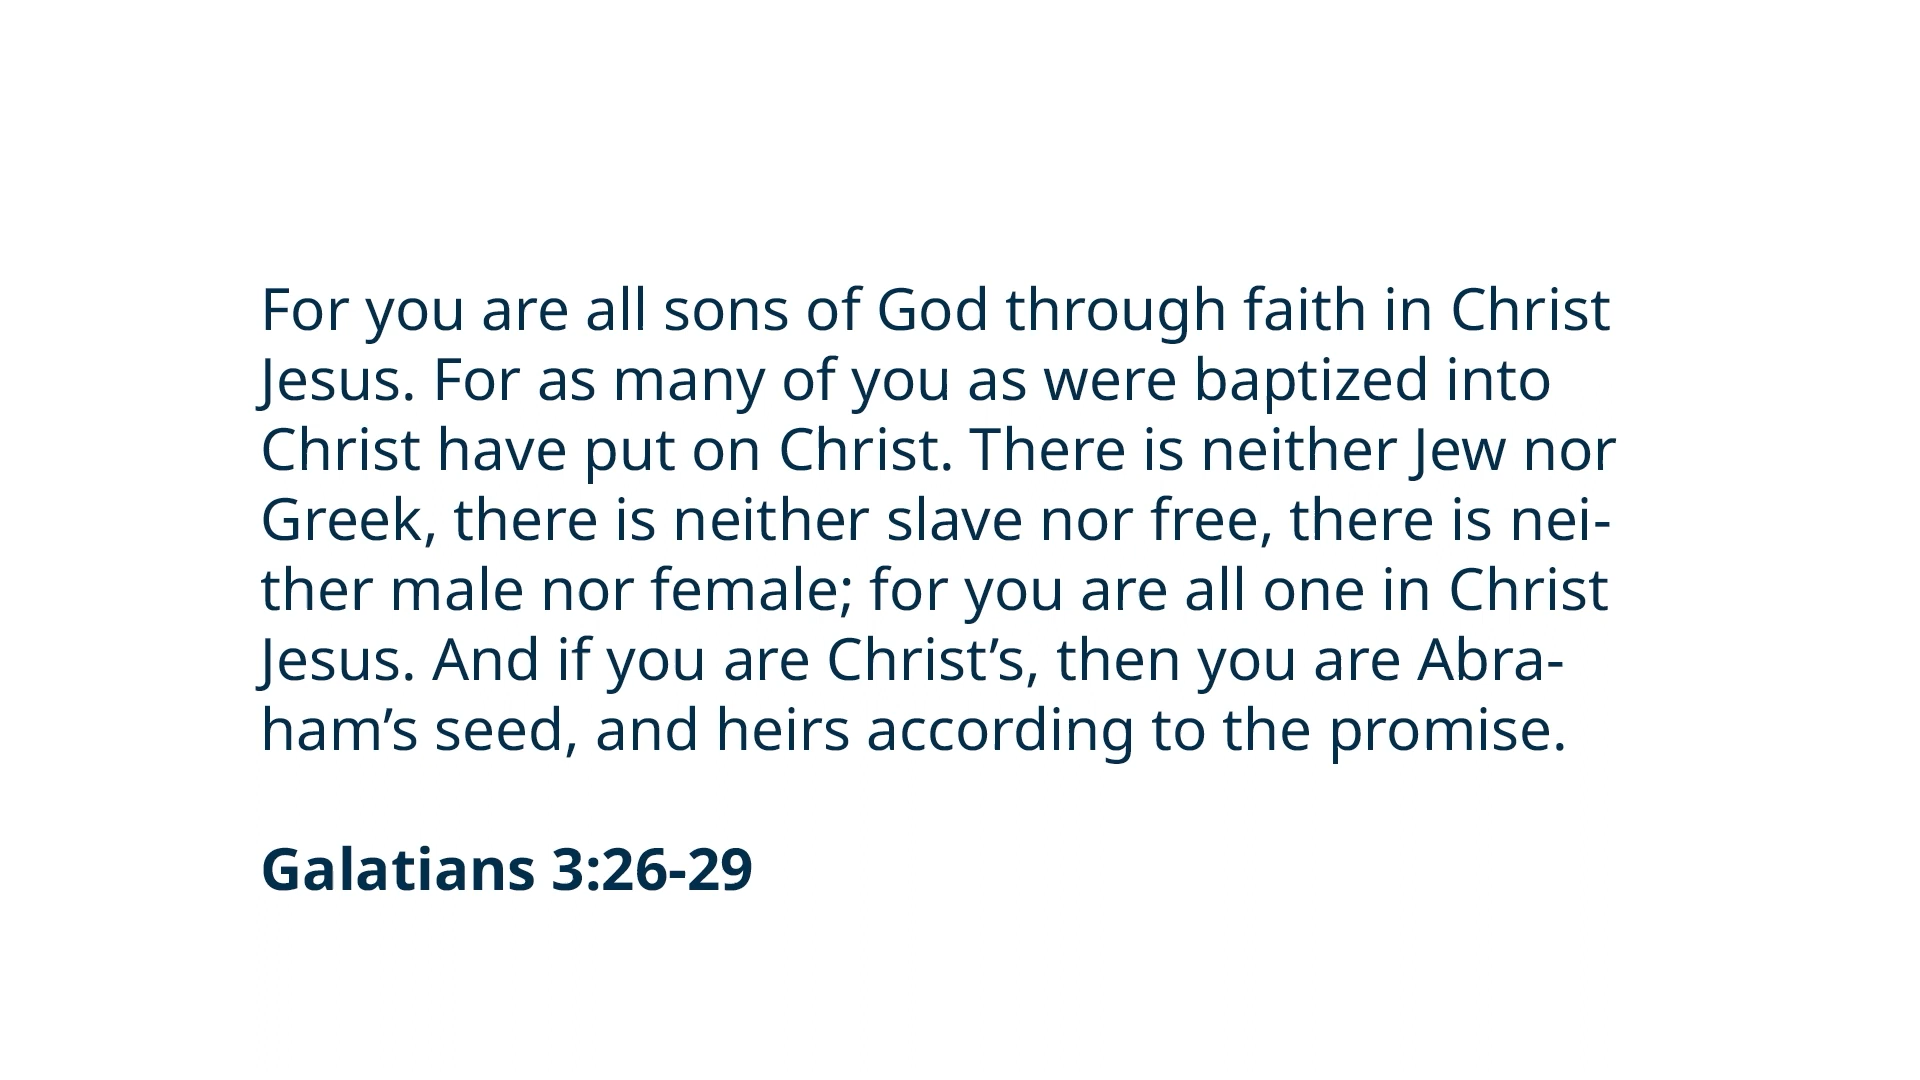 For you are all sons of God through faith in Christ
Jesus. For as many of you as were baptized into
Christ have put on Christ. There is neither Jew nor
Greek, there is neither slave nor free, there is nei-
ther male nor female; for you are all one in Christ
Jesus. And if you are Christ’s, then you are Abra-
ham’s seed, and heirs according to the promise.
Galatians 3:26-29